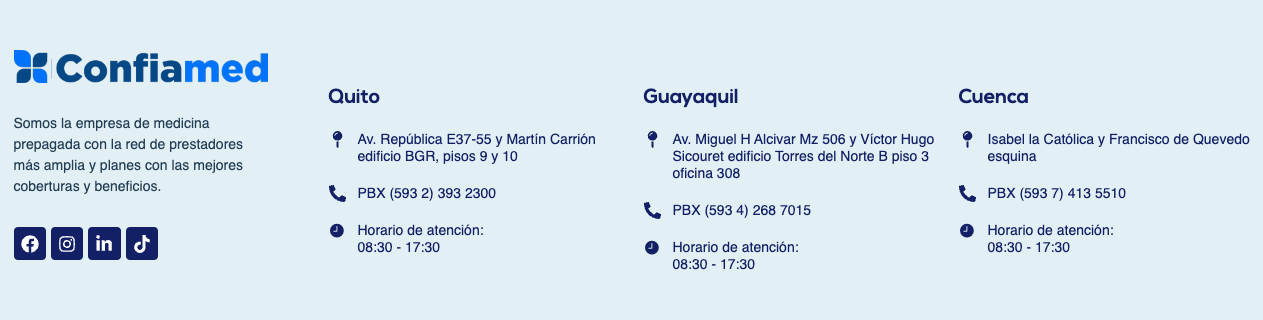 Confiamed
Somos la empresa de medicina
prepagada con la red de prestadores
más amplia y planes con las mejores
coberturas y beneficios.
Quito
Av. República E37-55 y Martín Carrión
edificio BGR, pisos 9 y 10
PBX (593 2) 393 2300
Horario de atención:
08:30 - 17:30
Guayaquil
Av. Miguel H Alcivar Mz 506 y Víctor Hugo
Sicouret edificio Torres del Norte B piso 3
oficina 308
PBX (593 4) 268 7015
Horario de atención:
08:30 - 17:30
Cuenca
Isabel la Católica y Francisco de Quevedo
esquina
PBX (593 7) 413 5510
Horario de atención:
08:30 - 17:30